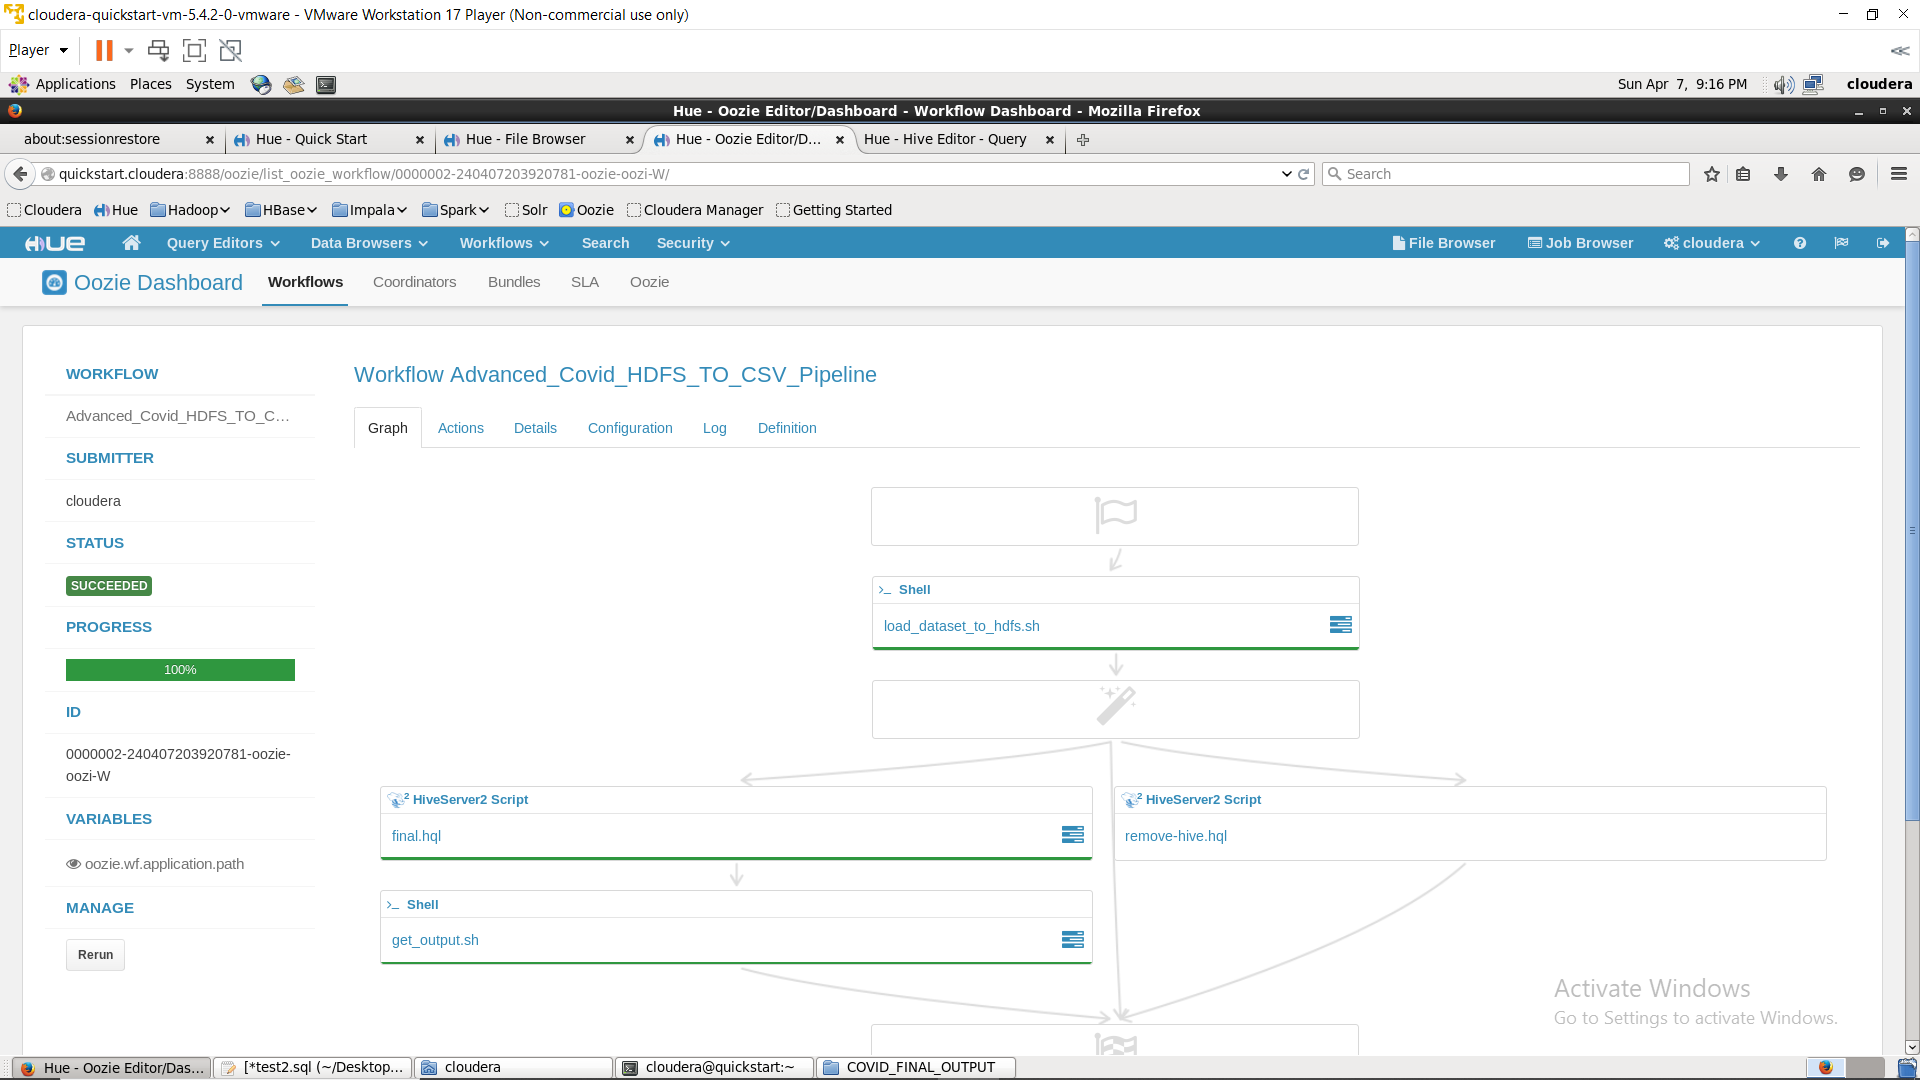 cloudera-quickstart-vm-5.4.2-0-vmware - VMware Workstation 17 Player (Non-commercial use only)
Player
Applications Places System Sun Apr 7, 9:16 PM cloudera
Hue - Oozie Editor/Dashboard - Workflow Dashboard - Mozilla Firefox
about:sessionrestore Hue - Quick Start Hue - File Browser Hue - Oozie Editor/D... Hue - Hive Editor - Query
quickstart.cloudera:8888/oozie/list_oozie_workflow/0000002-240407203920781-oozie-oozi-W/ Search
Cloudera Hue Hadoop HBase Impala Spark Solr Oozie Cloudera Manager Getting Started
HUE Query Editors Data Browsers Workflows Search Security File Browser Job Browser cloudera
Oozie Dashboard Workflows Coordinators Bundles SLA Oozie
WORKFLOW
Advanced_Covid_HDFS_TO_C...
SUBMITTER
cloudera
STATUS
SUCCEEDED
PROGRESS
100%
ID
0000002-240407203920781-oozie-
oozi-W
VARIABLES
oozie.wf.application.path
MANAGE
Rerun
Workflow Advanced_Covid_HDFS_TO_CSV_Pipeline
Graph Actions Details Configuration Log Definition
>_ Shell
load_dataset_to_hdfs.sh
2 HiveServer2 Script
final.hql
2 HiveServer2 Script
remove-hive.hql
>_ Shell
get_output.sh
Activate Windows
Go to Settings to activate Windows.
Hue - Oozie Editor/Das... [*test2.sql (~/Desktop... cloudera cloudera@quickstart:~ COVID_FINAL_OUTPUT